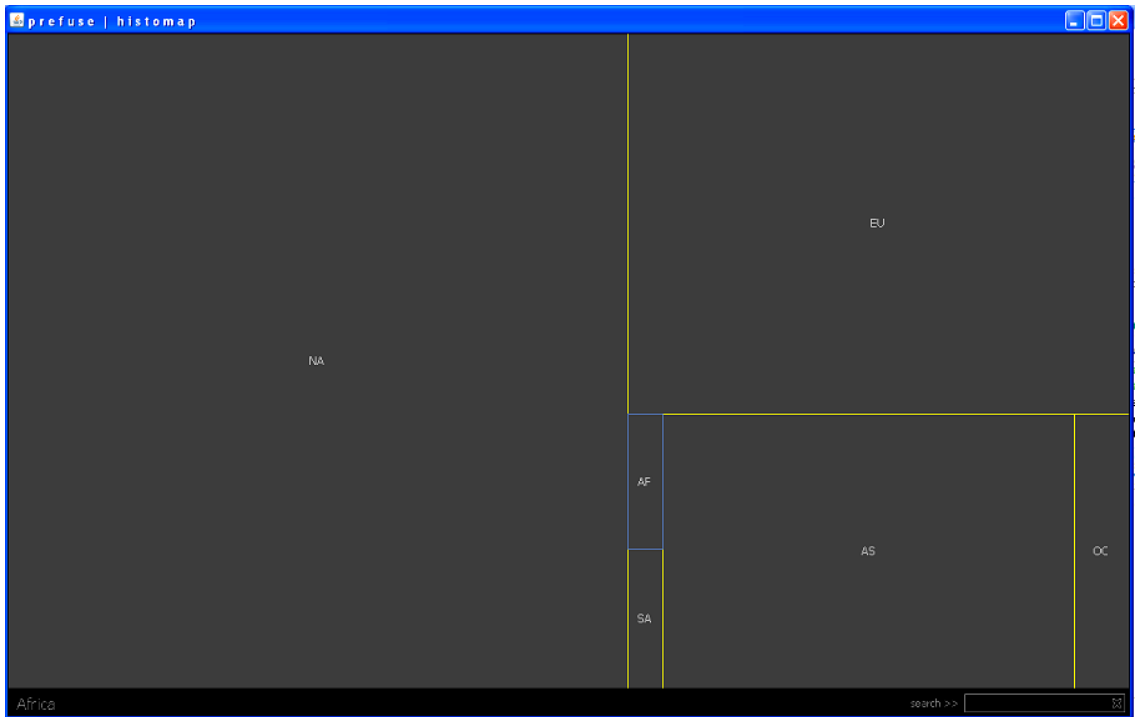 prefuse | histomap
EU
NA
AF
AS
OC
SA
Africa
search >>